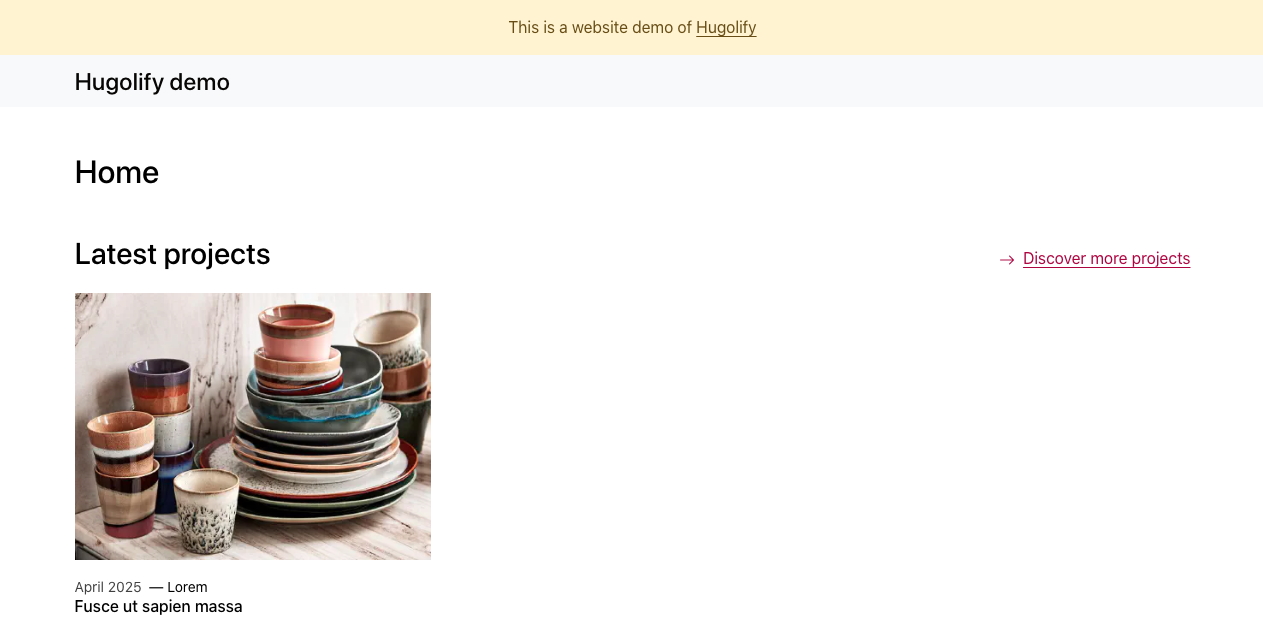 This is a website demo of Hugolify
Hugolify demo
Home
Latest projects
→ Discover more projects
April 2025 — Lorem
Fusce ut sapien massa